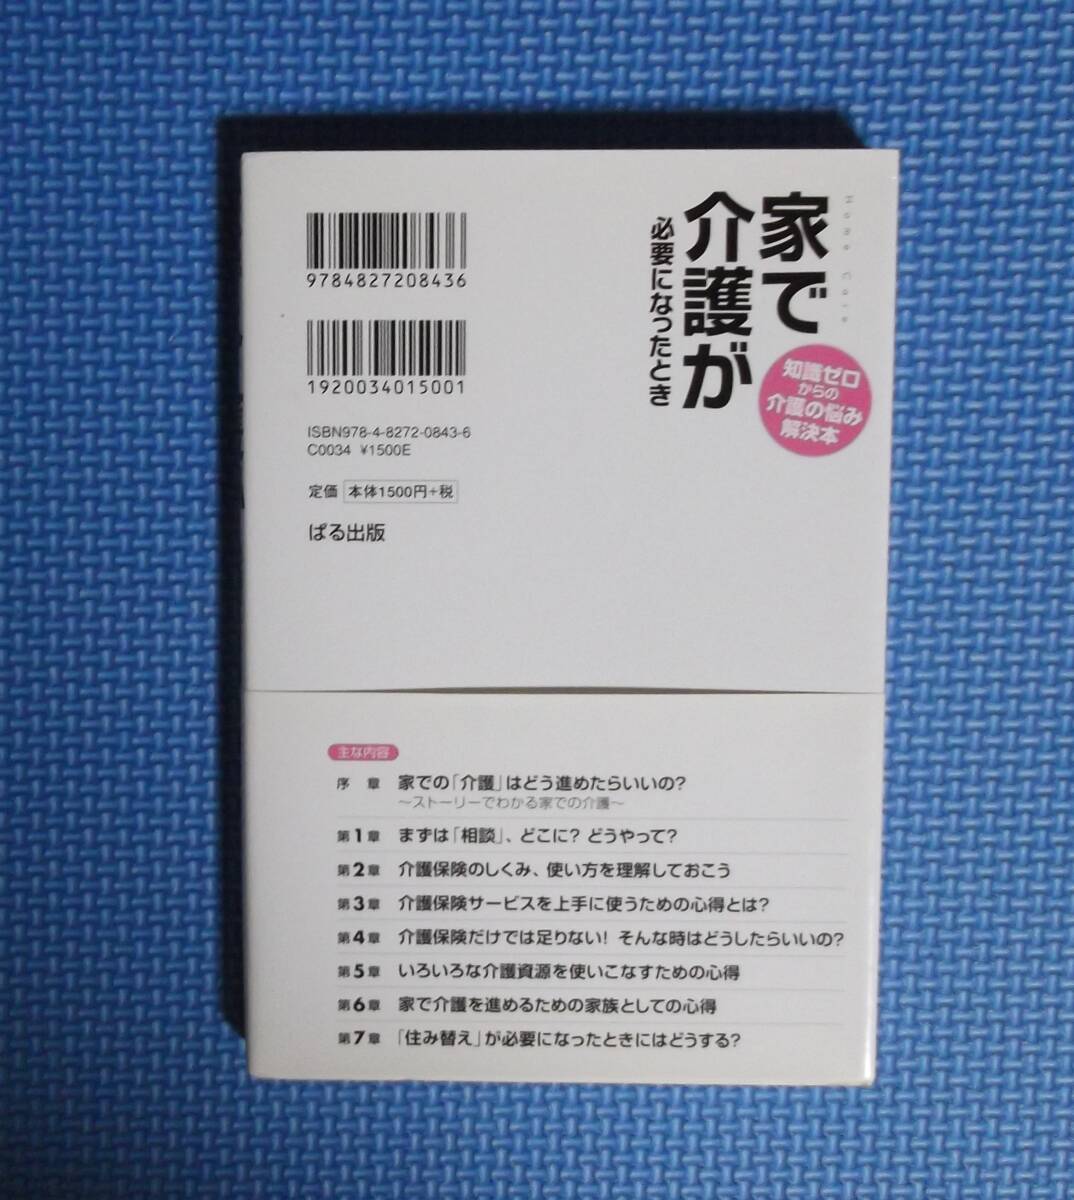 Home Care
家で
介護が
必要になったとき
知識ゼロ
からの
介護の悩み
解決本
9784827208436
1920034015001
ISBN978-4-8272-0843-6
C0034 ¥1500E
定価 本体1500円+税
ぱる出版
主な内容
序 章 家での「介護」はどう進めたらいいの?
～ストーリーでわかる家での介護～
第1章 まずは「相談」、どこに? どうやって?
第2章 介護保険のしくみ、使い方を理解しておこう
第3章 介護保険サービスを上手に使うための心得とは?
第4章 介護保険だけでは足りない! そんな時はどうしたらいいの?
第5章 いろいろな介護資源を使いこなすための心得
第6章 家で介護を進めるための家族としての心得
第7章 「住み替え」が必要になったときにはどうする?